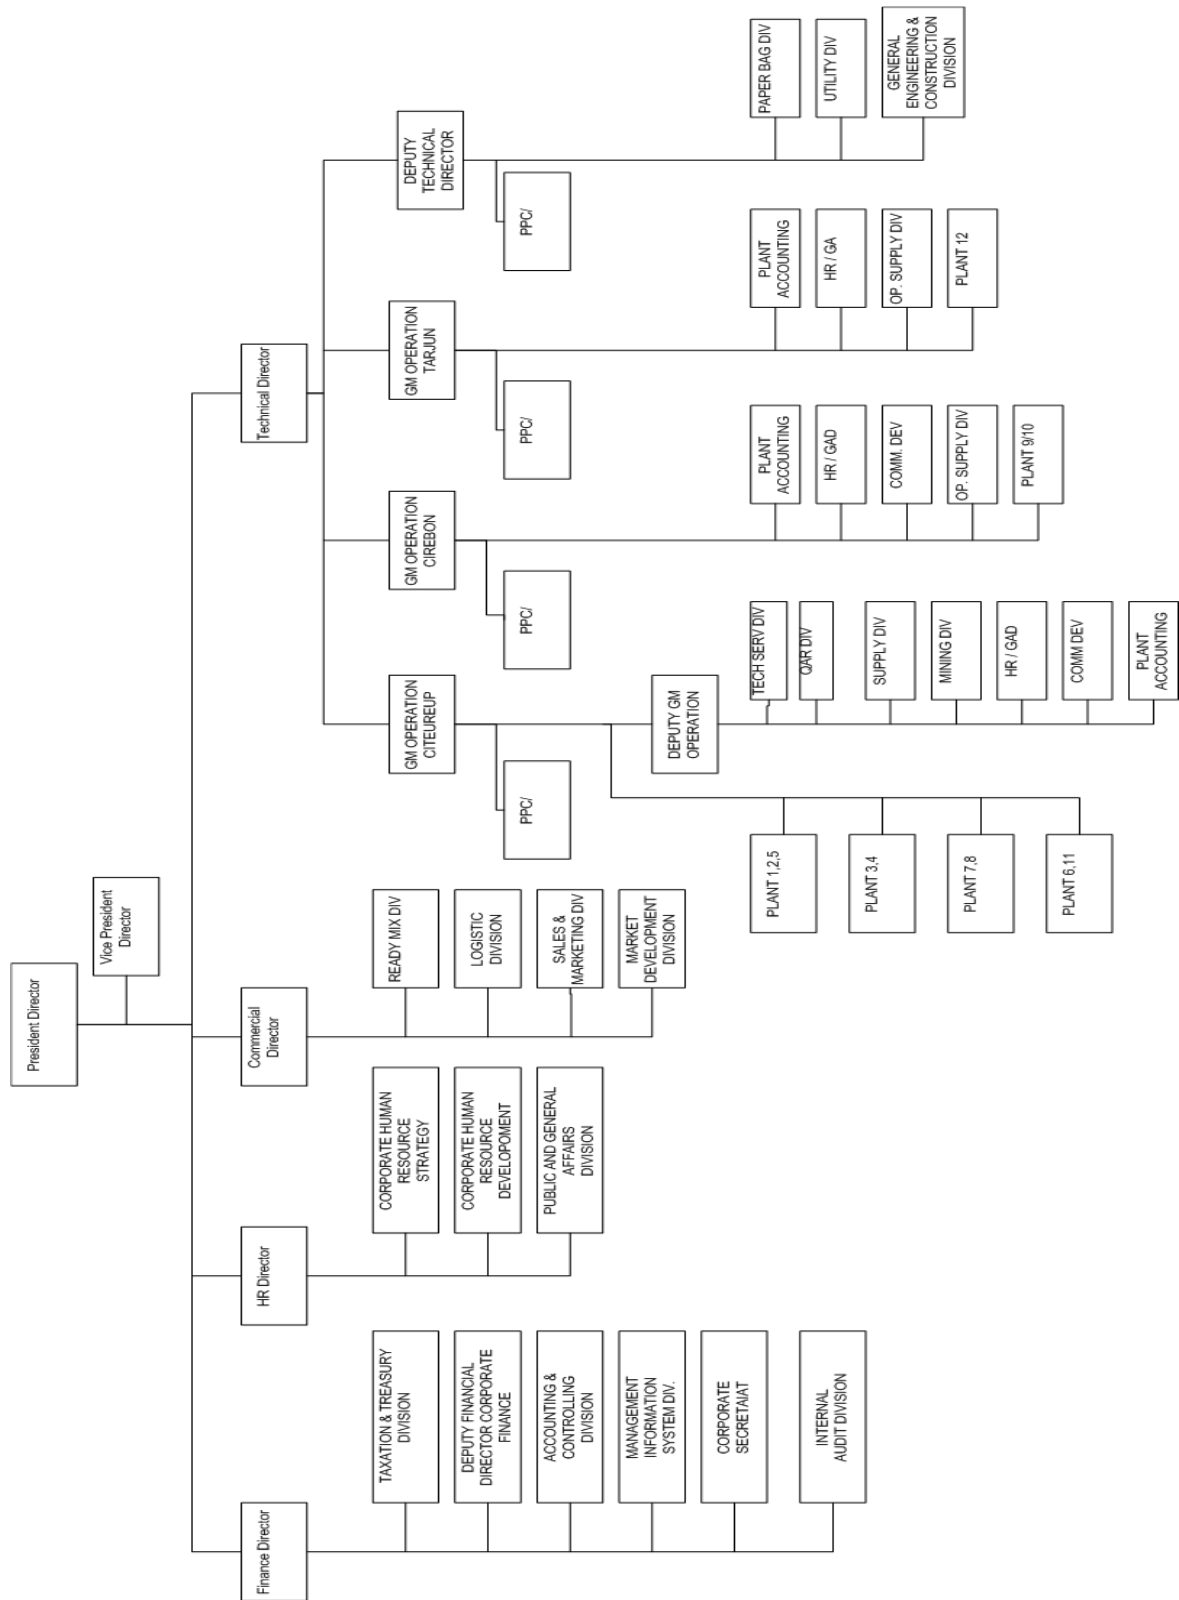 President Director
Vice President
Director
Finance Director
HR Director
Commercial
Director
Technical Director
TAXATION & TREASURY
DIVISION
DEPUTY FINANCIAL
DIRECTOR CORPORATE
FINANCE
ACCOUNTING &
CONTROLLING
DIVISION
MANAGEMENT
INFORMATION
SYSTEM DIV.
CORPORATE
SECRETAIAT
INTERNAL
AUDIT DIVISION
CORPORATE HUMAN
RESOURCE
STRATEGY
CORPORATE HUMAN
RESOURCE
DEVELOPOMENT
PUBLIC AND GENERAL
AFFAIRS
DIVISION
READY MIX DIV
LOGISTIC
DIVISION
SALES &
MARKETING DIV
MARKET
DEVELOPMENT
DIVISION
GM OPERATION
CITEUREUP
PPC/
DEPUTY GM
OPERATION
PLANT 1,2,5
PLANT 3,4
PLANT 7,8
PLANT 6,11
TECH SERV DIV
QAR DIV
SUPPLY DIV
MINING DIV
HR / GAD
COMM DEV
PLANT
ACCOUNTING
GM OPERATION
CIREBON
PPC/
PLANT
ACCOUNTING
HR / GAD
COMM. DEV
OP. SUPPLY DIV
PLANT 9/10
GM OPERATION
TARJUN
PPC/
PLANT
ACCOUNTING
HR / GA
OP. SUPPLY DIV
PLANT 12
DEPUTY
TECHNICAL
DIRECTOR
PPC/
PAPER BAG DIV
UTILITY DIV
GENERAL
ENGINEERING &
CONSTRUCTION
DIVISION